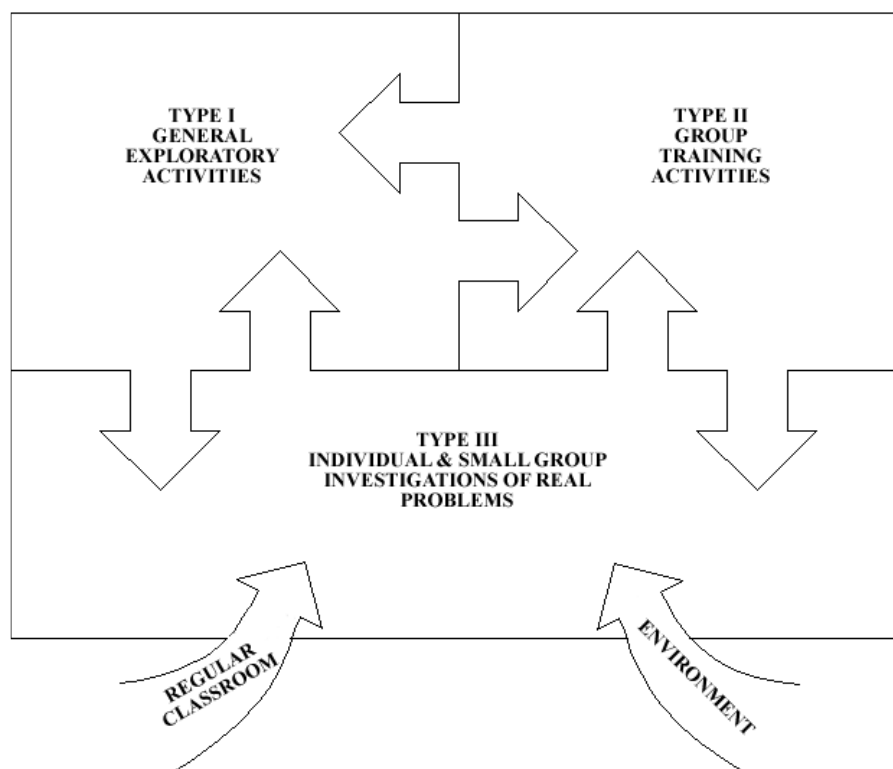 TYPE I
GENERAL
EXPLORATORY
ACTIVITIES
TYPE II
GROUP
TRAINING
ACTIVITIES
TYPE III
INDIVIDUAL & SMALL GROUP
INVESTIGATIONS OF REAL
PROBLEMS
REGULAR
CLASSROOM
ENVIRONMENT